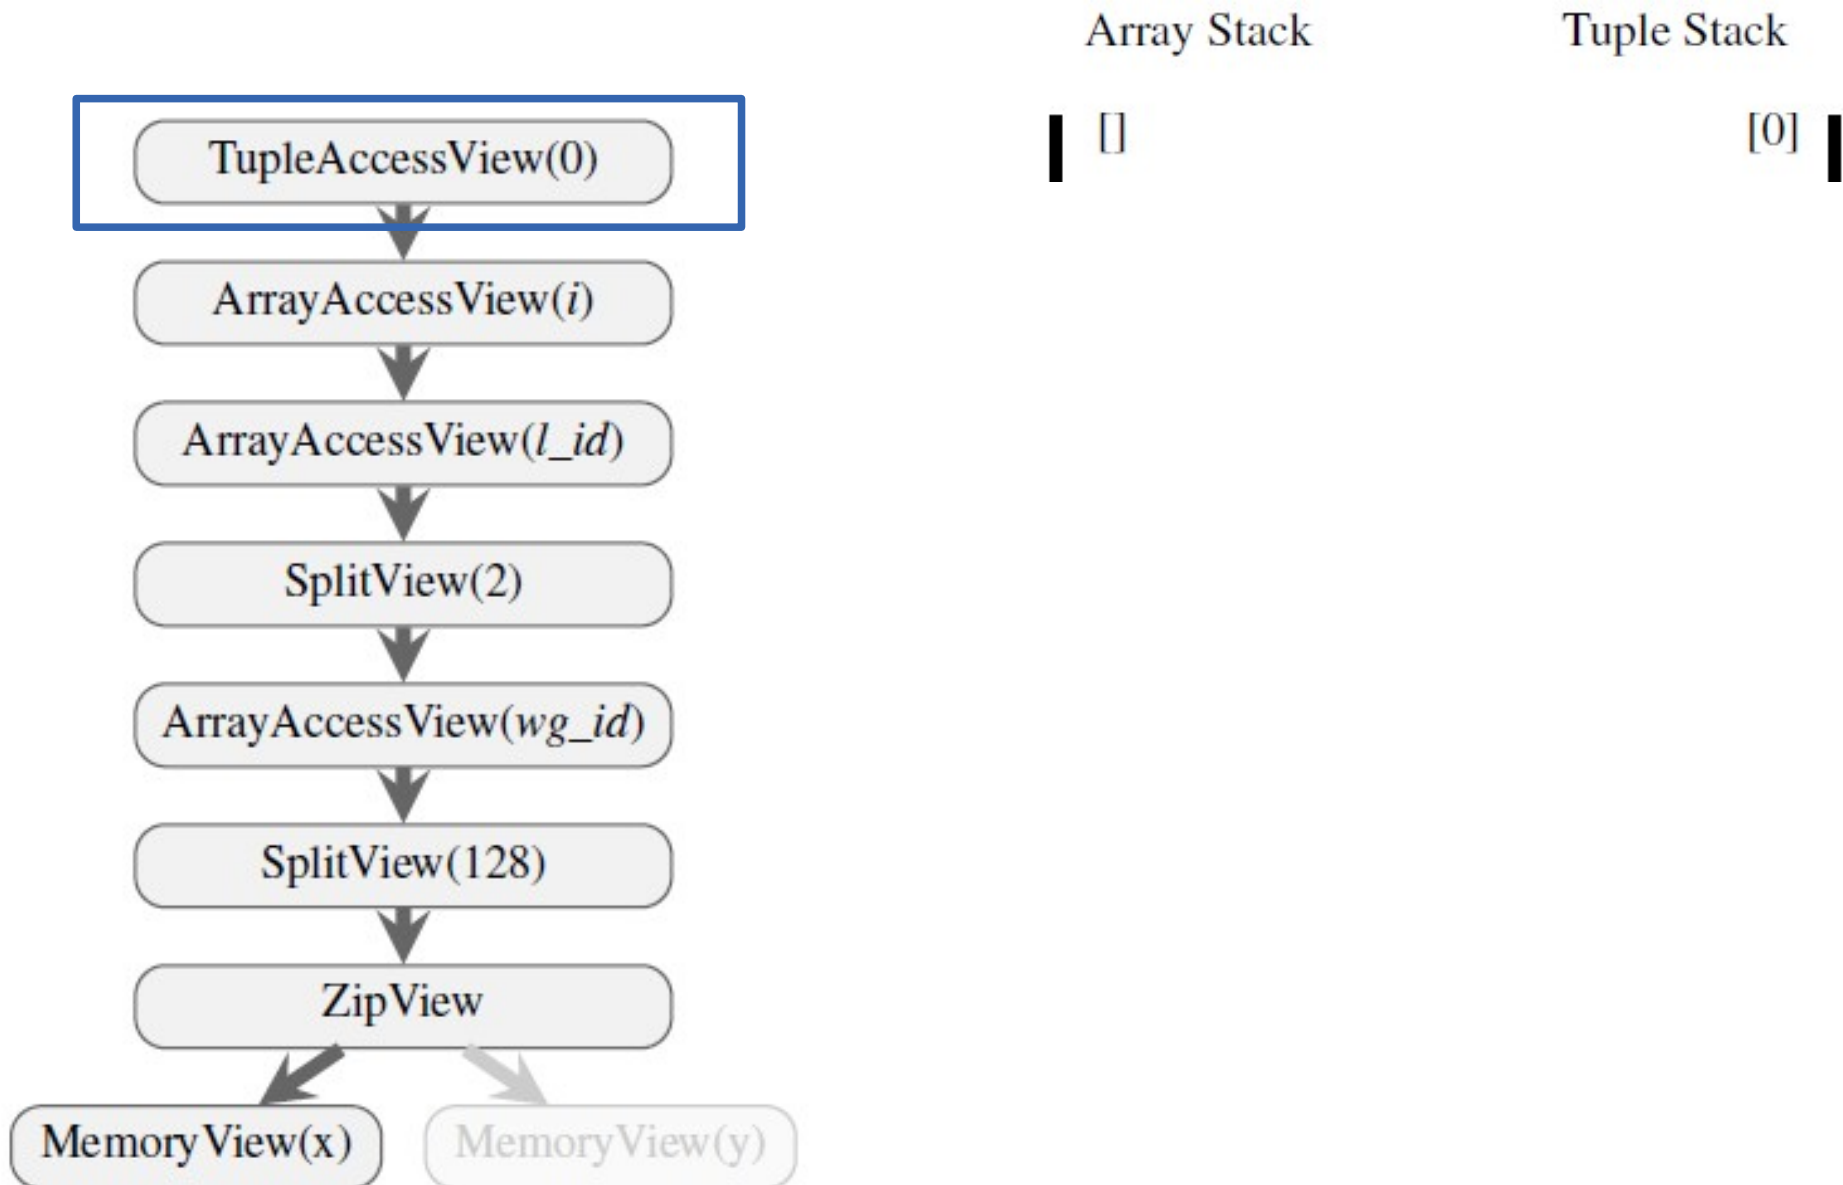 Array Stack Tuple Stack
TupleAccessView(0) [] [0]
ArrayAccessView(i)
ArrayAccessView(l_id)
SplitView(2)
ArrayAccessView(wg_id)
SplitView(128)
ZipView
MemoryView(x) MemoryView(y)